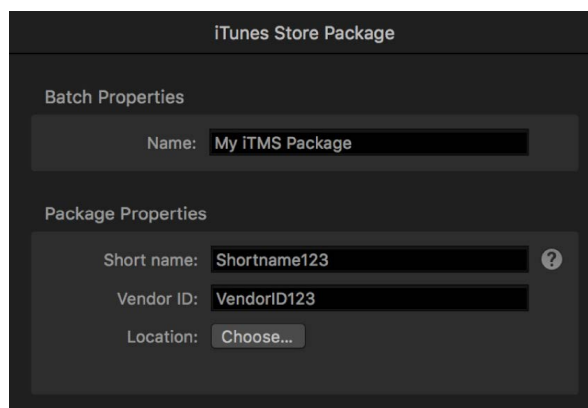 iTunes Store Package
Batch Properties
Name: My iTMS Package
Package Properties
Short name: Shortname123 ?
Vendor ID: VendorID123
Location: Choose...